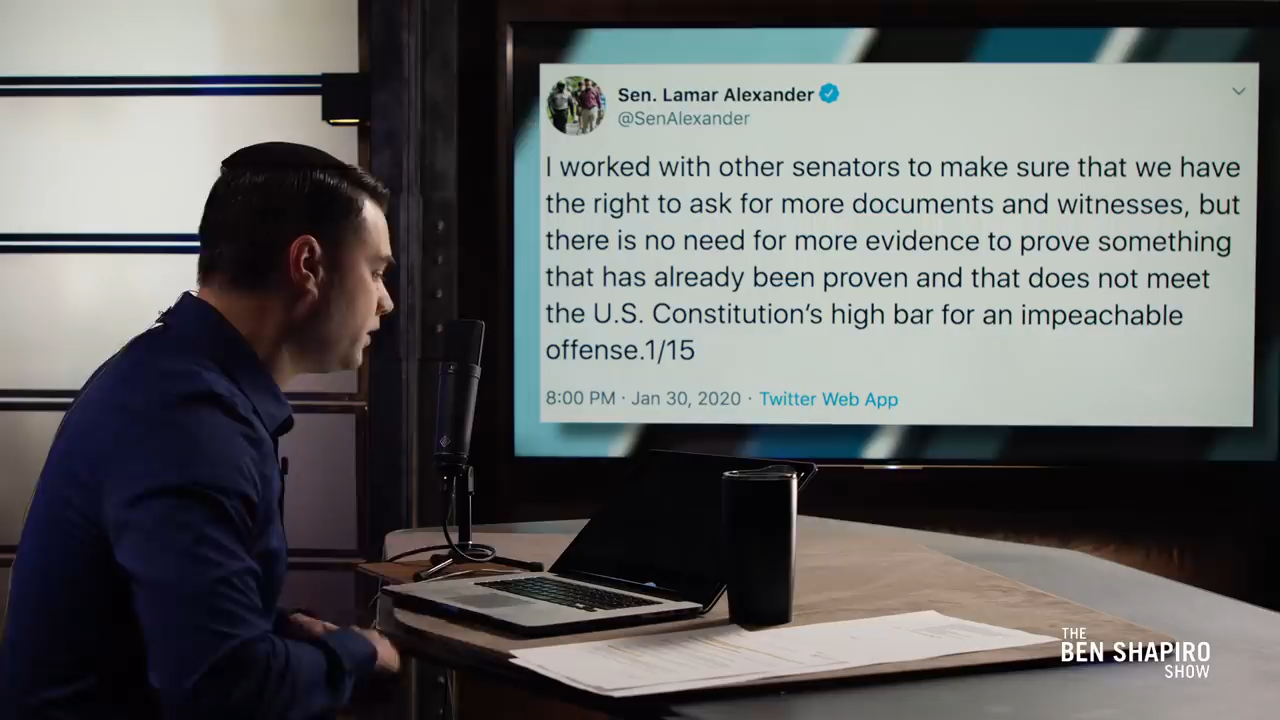 Sen. Lamar Alexander
@SenAlexander
I worked with other senators to make sure that we have
the right to ask for more documents and witnesses, but
there is no need for more evidence to prove something
that has already been proven and that does not meet
the U.S. Constitution’s high bar for an impeachable
offense.1/15
8:00 PM · Jan 30, 2020 · Twitter Web App
THE
BEN SHAPIRO
SHOW